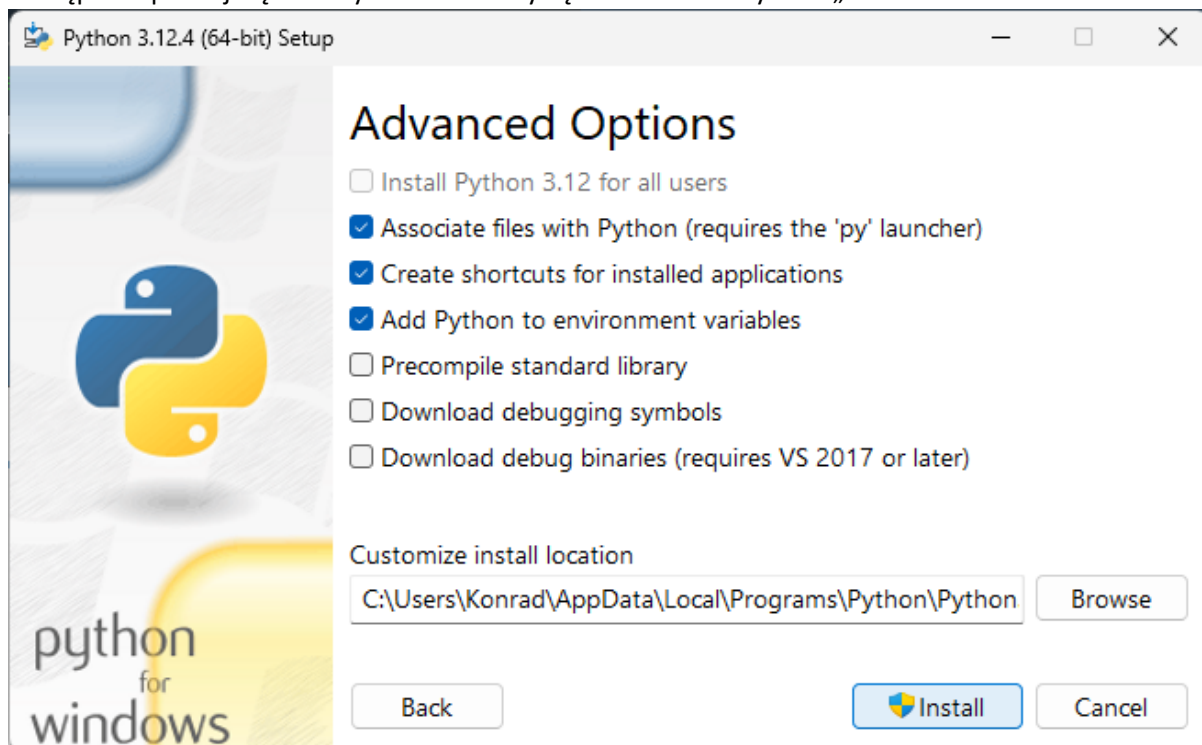 Python 3.12.4 (64-bit) Setup
Advanced Options
Install Python 3.12 for all users
Associate files with Python (requires the 'py' launcher)
Create shortcuts for installed applications
Add Python to environment variables
Precompile standard library
Download debugging symbols
Download debug binaries (requires VS 2017 or later)
Customize install location
C:\Users\Konrad\AppData\Local\Programs\Python\Python
Browse
python
for
windows
Back
Install
Cancel